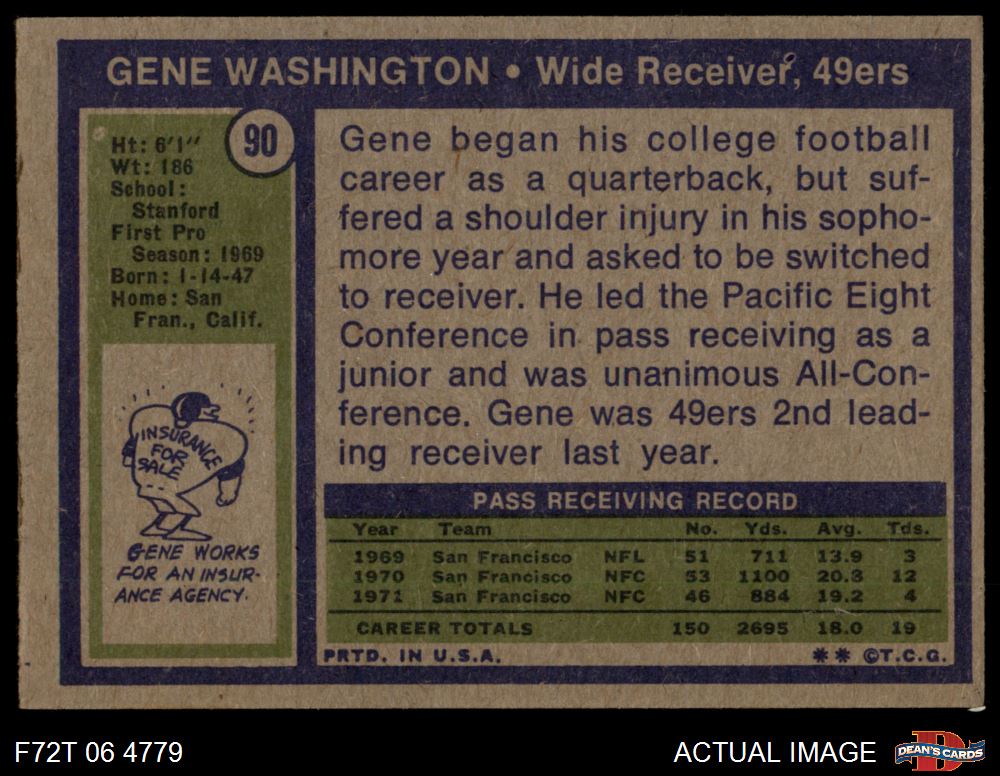 GENE WASHINGTON • Wide Receiver, 49ers
90
Ht: 6'1"
Wt: 186
School:
Stanford
First Pro
Season: 1969
Born: 1-14-47
Home: San
Fran., Calif.
INSURANCE
FOR
SALE
GENE WORKS
FOR AN INSUR-
ANCE AGENCY.
Gene began his college football
career as a quarterback, but suf-
fered a shoulder injury in his sopho-
more year and asked to be switched
to receiver. He led the Pacific Eight
Conference in pass receiving as a
junior and was unanimous All-Con-
ference. Gene was 49ers 2nd lead-
ing receiver last year.
PASS RECEIVING RECORD
Year Team No. Yds. Avg. Tds.
1969 San Francisco NFL 51 711 13.9 3
1970 San Francisco NFC 53 1100 20.3 12
1971 San Francisco NFC 46 884 19.2 4
CAREER TOTALS 150 2695 18.0 19
PRTD. IN U.S.A. ** ©T.C.G.
F72T 06 4779 ACTUAL IMAGE D DEAN'S CARDS